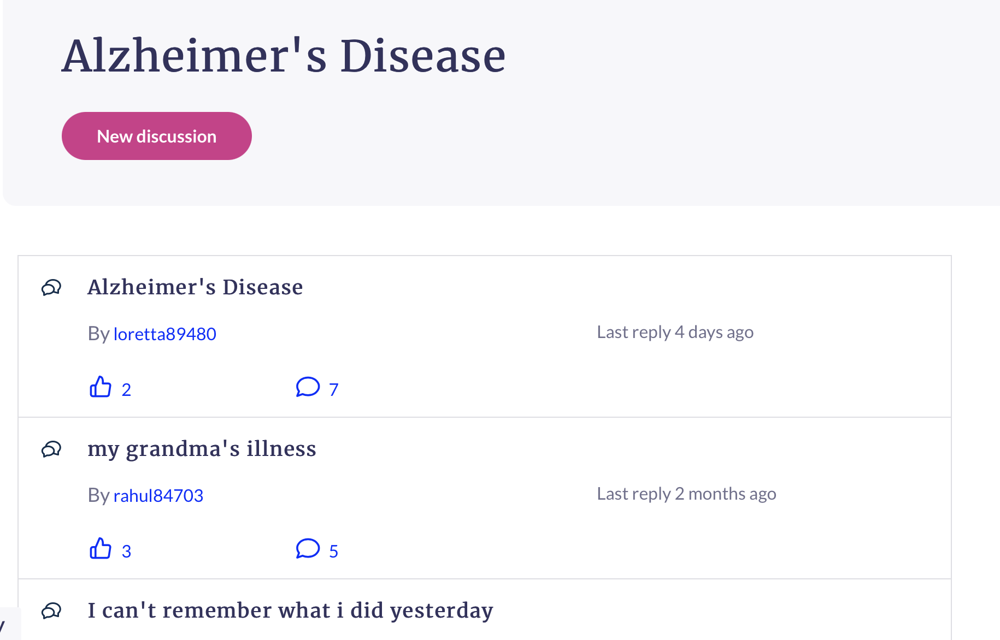 Alzheimer's Disease
New discussion
Alzheimer's Disease
By loretta89480
Last reply 4 days ago
2
7
my grandma's illness
By rahul84703
Last reply 2 months ago
3
5
I can't remember what i did yesterday